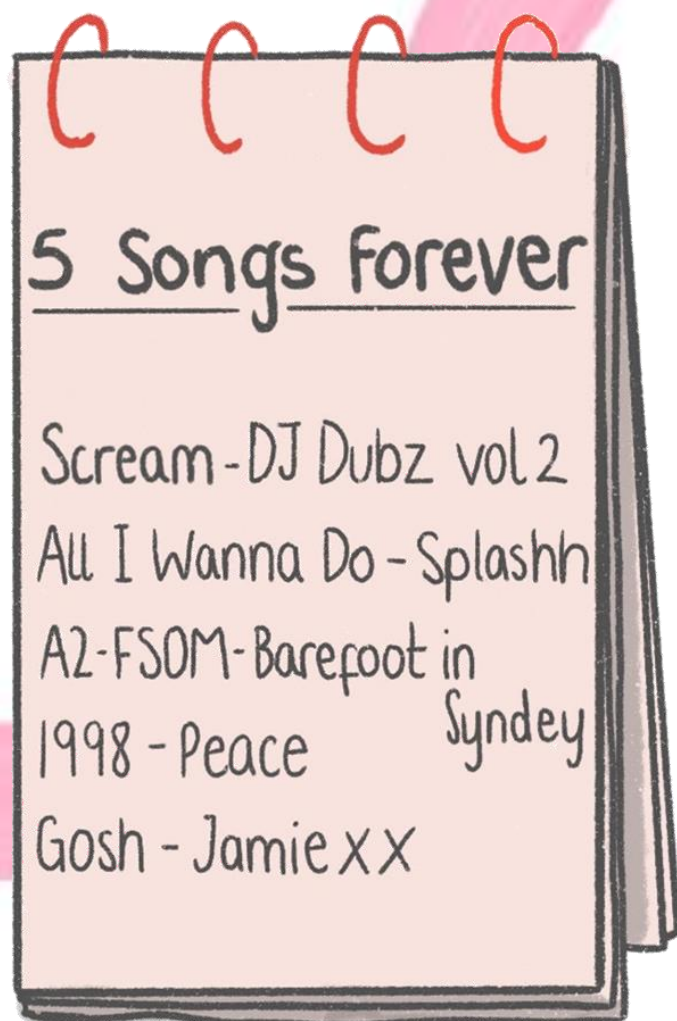 5 Songs Forever
Scream - DJ Dubz vol 2
All I Wanna Do - Splashh
A2 - FSOM - Barefoot in
Syndey
1998 - Peace
Gosh - Jamie xx